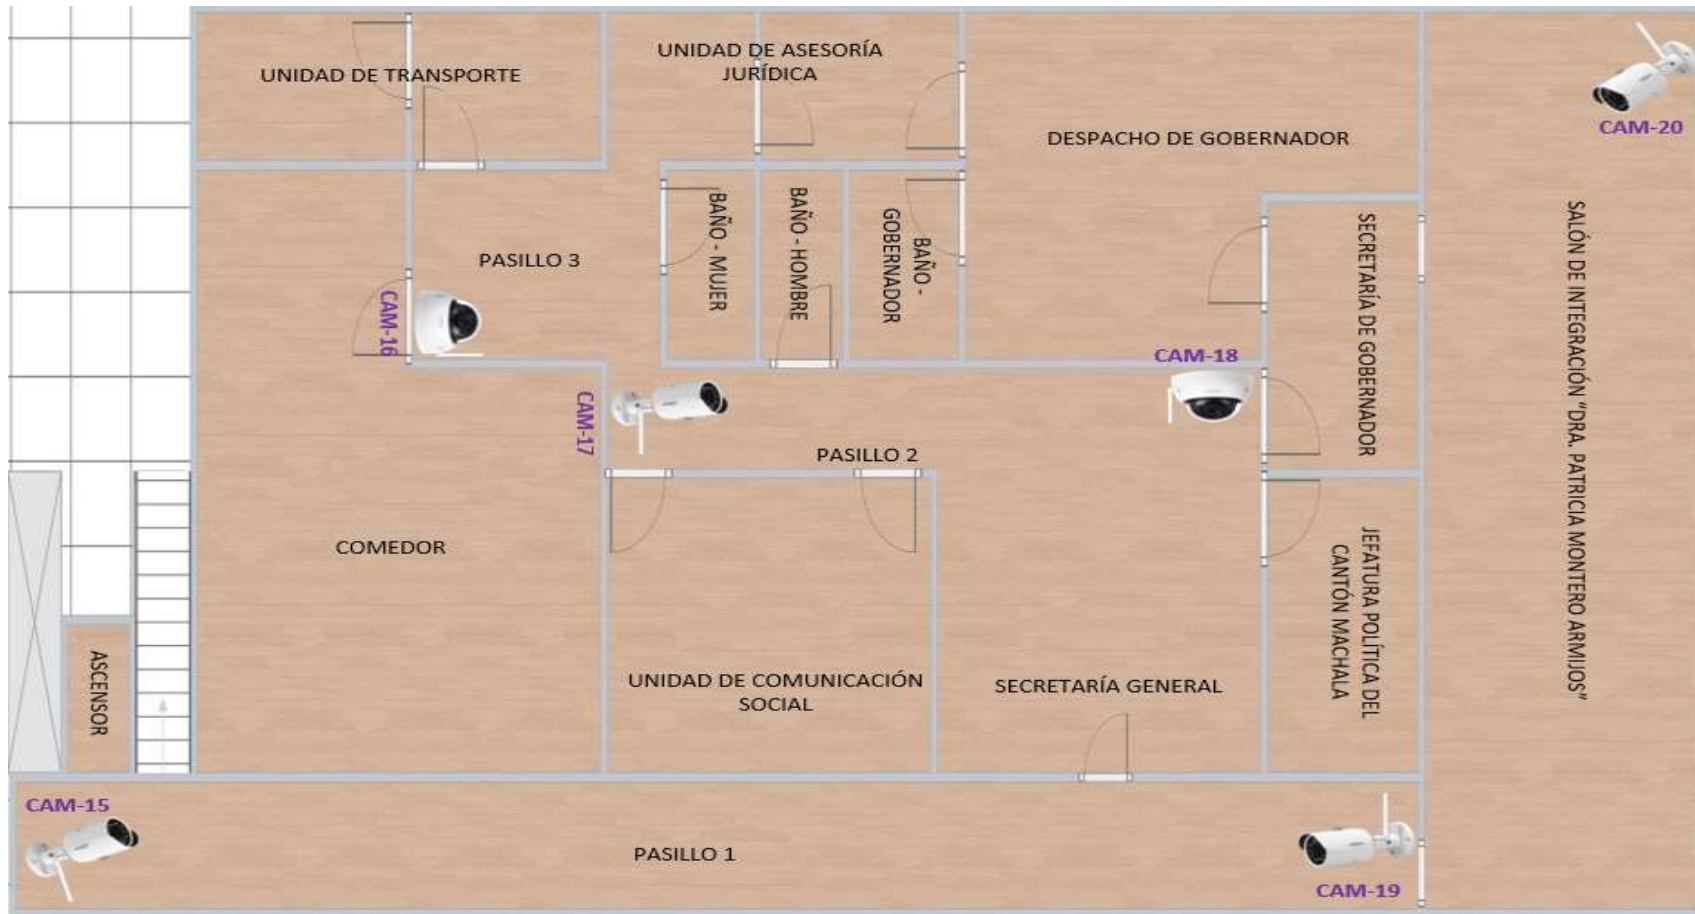 UNIDAD DE TRANSPORTE
UNIDAD DE ASESORÍA
JURÍDICA
DESPACHO DE GOBERNADOR
CAM-20
PASILLO 3
CAM-16
BAÑO - MUJER
BAÑO - HOMBRE
BAÑO -
GOBERNADOR
CAM-18
SECRETARÍA DE GOBERNADOR
SALÓN DE INTEGRACIÓN "DRA. PATRICIA MONTERO ARMIJOS"
CAM-17
PASILLO 2
COMEDOR
JEFATURA POLÍTICA DEL
CANTÓN MACHALA
UNIDAD DE COMUNICACIÓN
SOCIAL
SECRETARÍA GENERAL
ASCENSOR
CAM-15
PASILLO 1
CAM-19